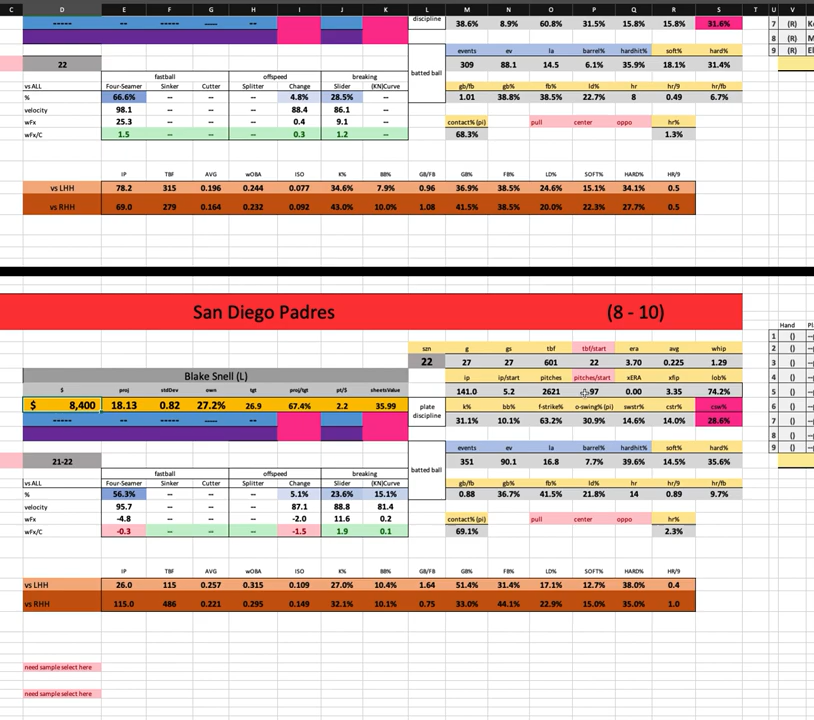 C D E F G H I J K L M N O P Q R S T U V W
----- -- ----- ---- -- discipline 38.6% 8.9% 60.8% 31.5% 15.8% 15.8% 31.6% 7 (R)
8 (R) M
9 (R)
events ev la barrel% hardhit% soft% hard%
22 309 88.1 14.5 6.1% 35.9% 18.1% 31.4%
batted ball
fastball offspeed breaking
vs ALL Four-Seamer Sinker Cutter Splitter Change Slider (KN)Curve gb/fb gb% fb% ld% hr hr/9 hr/fb
% 66.6% -- -- -- 4.8% 28.5% -- 1.01 38.8% 38.5% 22.7% 8 0.49 6.7%
velocity 98.1 -- -- -- 88.4 86.1 --
wFx 25.3 -- -- -- 0.4 9.1 -- contact% (pi) pull center oppo hr%
wFx/C 1.5 -- -- -- 0.3 1.2 -- 68.3% 1.3%
IP TBF AVG wOBA ISO K% BB% GB/FB GB% FB% LD% SOFT% HARD% HR/9
vs LHH 78.2 315 0.196 0.244 0.077 34.6% 7.9% 0.96 36.9% 38.5% 24.6% 15.1% 34.1% 0.5
vs RHH 69.0 279 0.164 0.232 0.092 43.0% 10.0% 1.08 41.5% 38.5% 20.0% 22.3% 27.7% 0.5
San Diego Padres (8 - 10)
Hand
1 ()
szn g gs tbf tbf/start era avg whip 2 ()
22 27 27 601 22 3.70 0.225 1.29 3 ()
Blake Snell (L) ip ip/start pitches pitches/start xERA xfip lob% 4 ()
$ proj stdDev own tgt proj/tgt pt/$ sheetsValue 141.0 5.2 2621 97 0.00 3.35 74.2% 5 ()
$ 8,400 18.13 0.82 27.2% 26.9 67.4% 2.2 35.99 plate discipline k% bb% f-strike% o-swing% (pi) swstr% cstr% csw% 6 ()
----- -- ----- ---- -- 31.1% 10.1% 63.2% 30.9% 14.6% 14.0% 28.6% 7 ()
8 ()
events ev la barrel% hardhit% soft% hard% 9 ()
21-22 351 90.1 16.8 7.7% 39.6% 14.5% 35.6%
batted ball
fastball offspeed breaking
vs ALL Four-Seamer Sinker Cutter Splitter Change Slider (KN)Curve gb/fb gb% fb% ld% hr hr/9 hr/fb
% 56.3% -- -- -- 5.1% 23.6% 15.1% 0.88 36.7% 41.5% 21.8% 14 0.89 9.7%
velocity 95.7 -- -- -- 87.1 88.8 81.4
wFx -4.8 -- -- -- -2.0 11.6 0.2 contact% (pi) pull center oppo hr%
wFx/C -0.3 -- -- -- -1.5 1.9 0.1 69.1% 2.3%
IP TBF AVG wOBA ISO K% BB% GB/FB GB% FB% LD% SOFT% HARD% HR/9
vs LHH 26.0 115 0.257 0.315 0.109 27.0% 10.4% 1.64 51.4% 31.4% 17.1% 12.7% 38.0% 0.4
vs RHH 115.0 486 0.221 0.295 0.149 32.1% 10.1% 0.75 33.0% 44.1% 22.9% 15.0% 35.0% 1.0
need sample select here
need sample select here